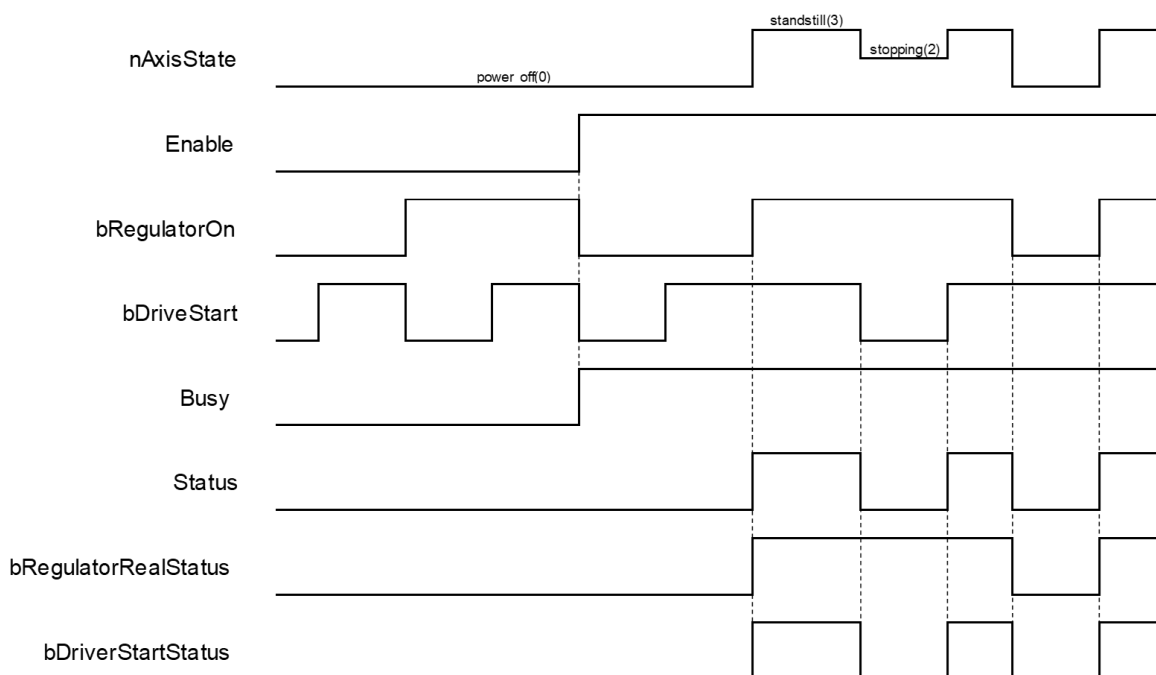 standstill(3)
nAxisState
stopping(2)
power off(0)
Enable
bRegulatorOn
bDriveStart
Busy
Status
bRegulatorRealStatus
bDriverStartStatus